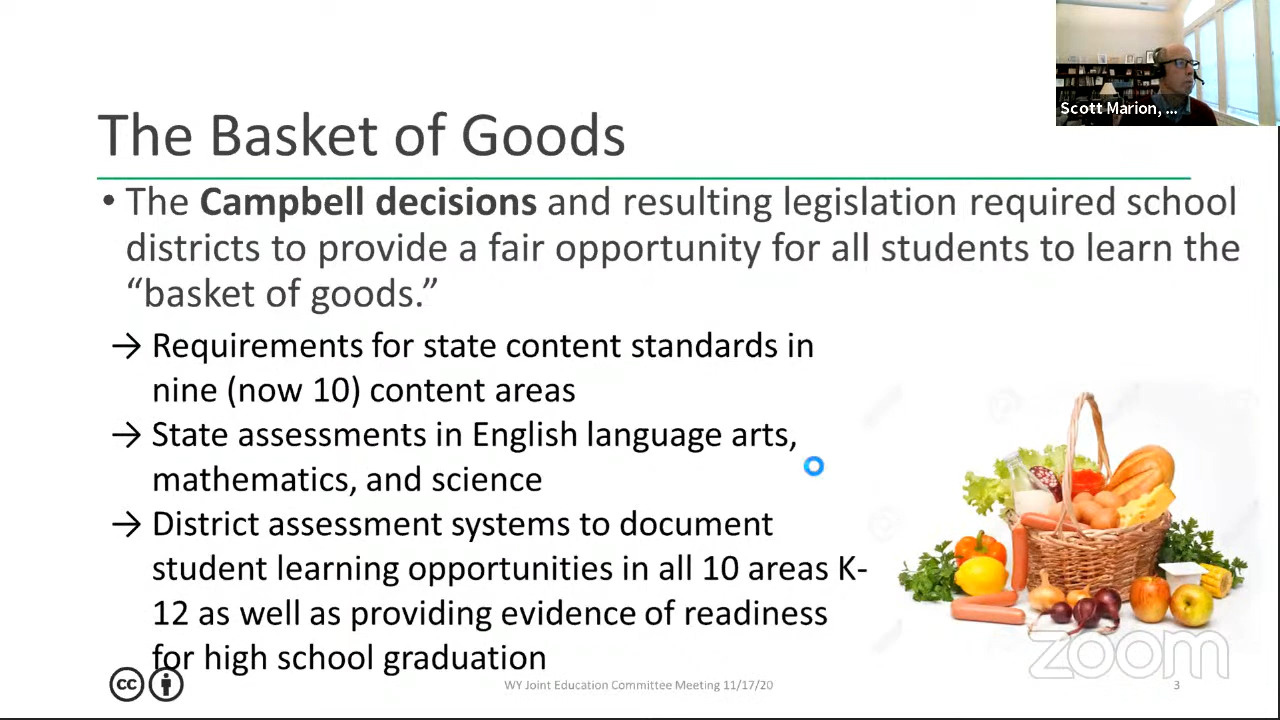 Scott Marion, ...
The Basket of Goods
• The Campbell decisions and resulting legislation required school
districts to provide a fair opportunity for all students to learn the
“basket of goods.”
→ Requirements for state content standards in
nine (now 10) content areas
→ State assessments in English language arts,
mathematics, and science
→ District assessment systems to document
student learning opportunities in all 10 areas K-
12 as well as providing evidence of readiness
for high school graduation
cc
WY Joint Education Committee Meeting 11/17/20
3
zoom